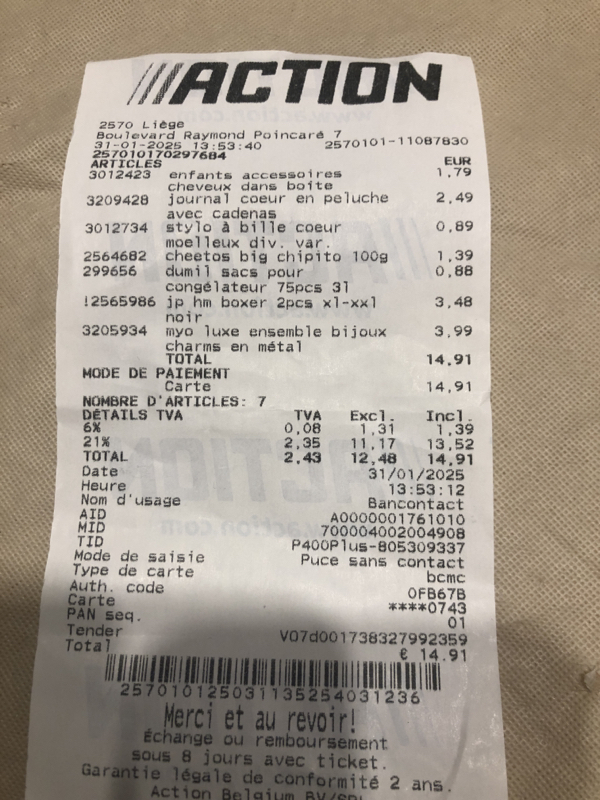 ACTION
2570 Liège
Boulevard Raymond Poincaré 7
31-01-2025 13:53:40 2570101-11087830
257010170297684
ARTICLES EUR
3012423 enfants accessoires 1,79
cheveux dans boîte
3209428 journal coeur en peluche 2,49
avec cadenas
3012734 stylo à bille coeur 0,89
moelleux div. var.
2564682 cheetos big chipito 100g 1,39
299656 dumil sacs pour 0,88
congélateur 75pcs 3l
!2565986 jp hm boxer 2pcs xl-xxl 3,48
noir
3205934 myo luxe ensemble bijoux 3,99
charms en métal
TOTAL 14,91
MODE DE PAIEMENT
Carte 14,91
NOMBRE D'ARTICLES: 7
DÉTAILS TVA TVA Excl. Incl.
6% 0,08 1,31 1,39
21% 2,35 11,17 13,52
TOTAL 2,43 12,48 14,91
Date 31/01/2025
Heure 13:53:12
Nom d'usage Bancontact
AID A0000001761010
MID 700004002004908
TID P400Plus-805309337
Mode de saisie Puce sans contact
Type de carte bcmc
Auth. code 0FB67B
Carte ****0743
PAN seq. 01
Tender V07d001738327992359
Total € 14.91
257010125031135254031236
Merci et au revoir!
Échange ou remboursement
sous 8 jours avec ticket.
Garantie légale de conformité 2 ans.
Action Belgium BV/SRL